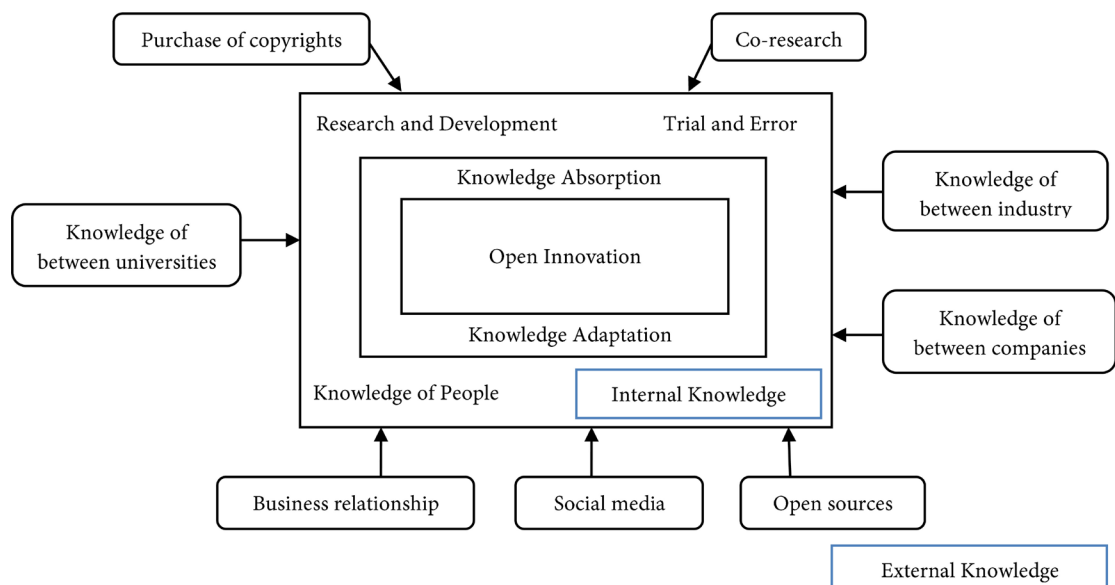 Purchase of copyrights
Co-research
Research and Development
Trial and Error
Knowledge Absorption
Knowledge of
between industry
Knowledge of
between universities
Open Innovation
Knowledge of
between companies
Knowledge Adaptation
Knowledge of People
Internal Knowledge
Business relationship
Social media
Open sources
External Knowledge